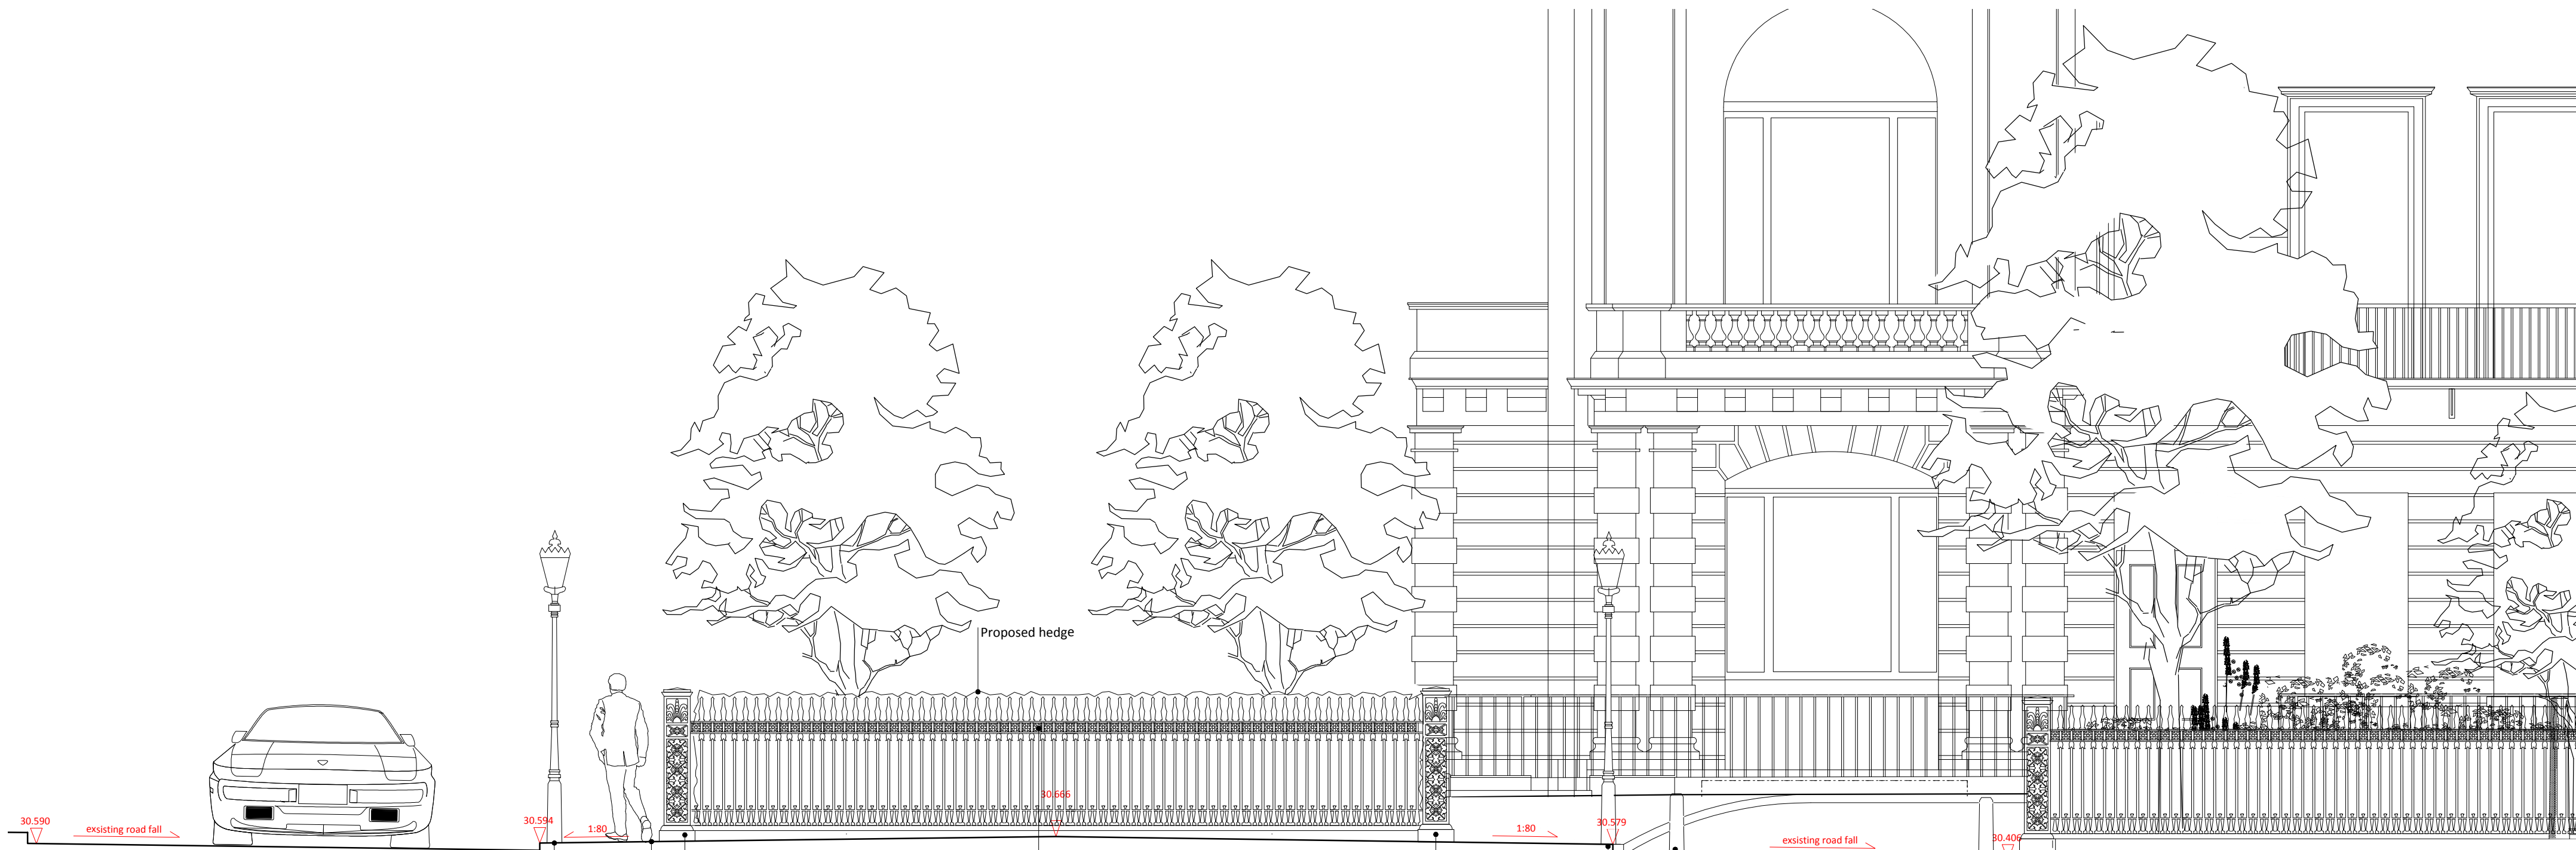 Proposed hedge
30.666
30.590
exsisting road fall
30.594
1:80
1:80
30.579
exsisting road fall
30.406